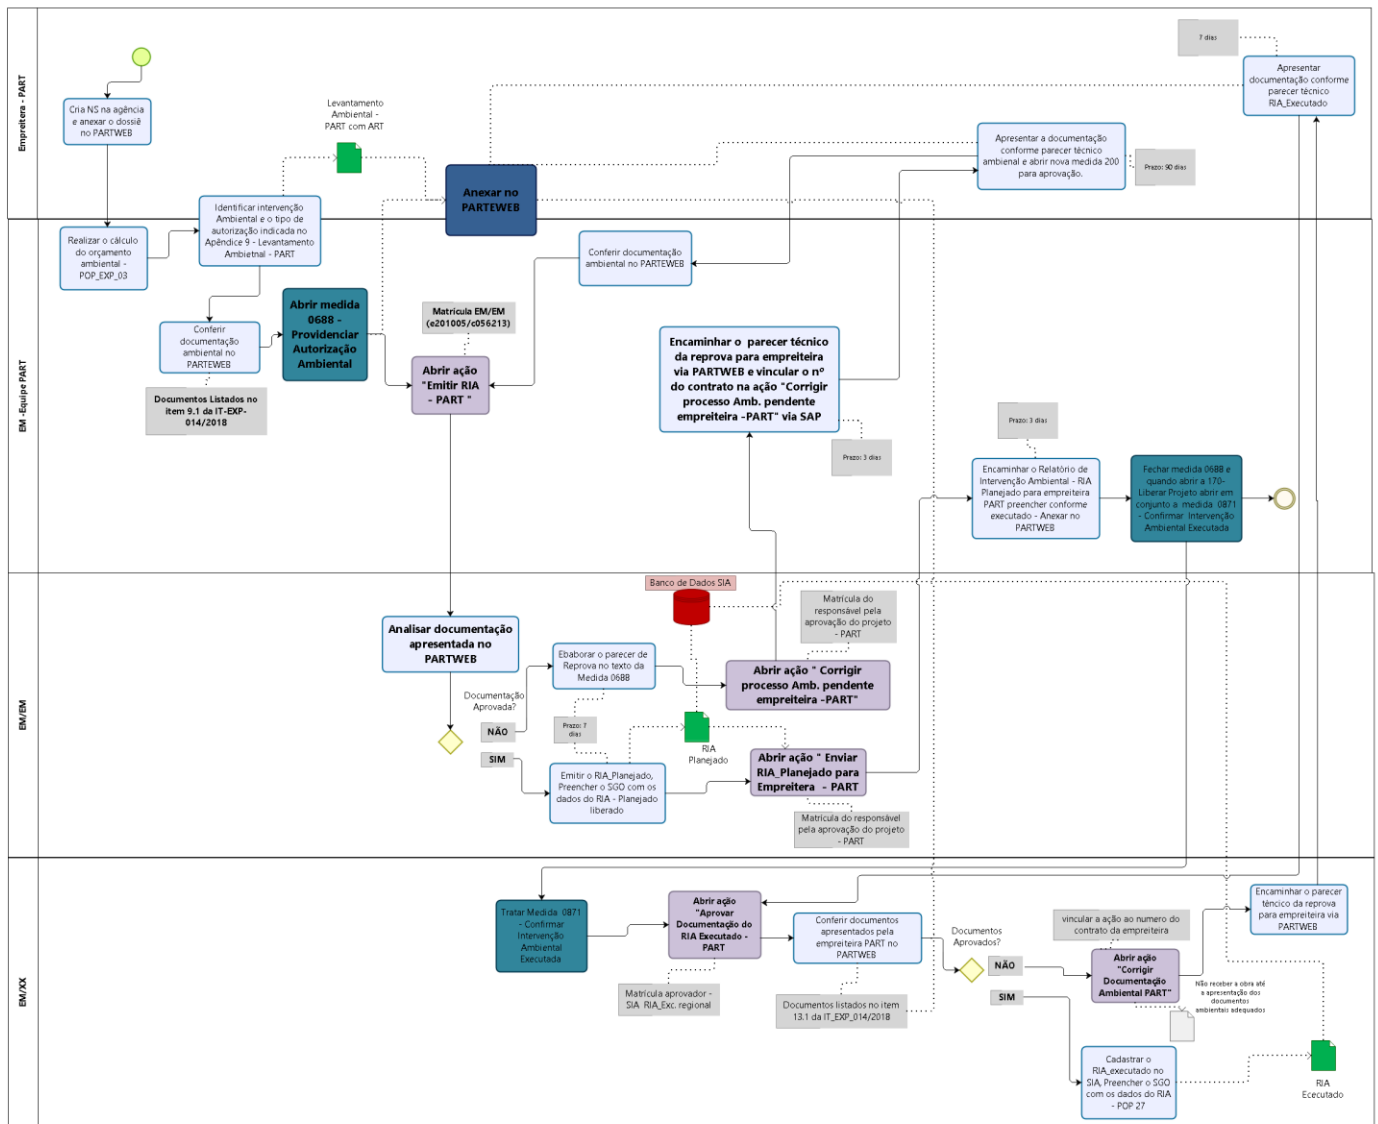 Empreitera - PART
7 dias
Apresentar
documentação conforme
parecer técnico
RIA_Executado
Cria NS na agência
e anexar o dossiê
no PARTWEB
Levantamento
Ambiental -
PART com ART
Apresentar a documentação
conforme parecer técnico
ambienal e abrir nova medida 200
para aprovação.
Prazo: 90 dias
Anexar no
PARTEWEB
Identificar intervenção
Ambiental e o tipo de
autorização indicada no
Apêndice 9 - Levantamento
Ambietnal - PART
EM -Equipe PART
Realizar o cálculo
do orçamento
ambiental -
POP_EXP_03
Conferir documentação
ambiental no PARTEWEB
Abrir medida
0688 -
Providenciar
Autorização
Ambiental
Matricula EM/EM
(e201005/c056213)
Conferir
documentação
ambiental no
PARTEWEB
Documentos Listados no
item 9.1 da IT-EXP-
014/2018
Abrir ação
"Emitir RIA
- PART "
Encaminhar o  parecer técnico
da reprova para empreiteira
via PARTWEB e vincular o nº
do contrato na ação "Corrigir
processo Amb. pendente
empreiteira -PART" via SAP
Prazo: 3 dias
Prazo: 3 dias
Encaminhar o Relatório de
Intervenção Ambiental - RIA
Planejado para empreiteira
PART preencher conforme
executado - Anexar no
PARTWEB
Fechar medida 0688 e
quando abrir a 170-
Liberar Projeto abrir em
conjunto a  medida  0871
- Confirmar  Intervenção
Ambiental Executada
EM/EM
Banco de Dados SIA
Matrícula do
responsável pela
aprovação do projeto
- PART
Analisar documentação
apresentada no
PARTWEB
Ebaborar o parecer de
Reprova no texto da
Medida 0688
Abrir ação " Corrigir
processo Amb. pendente
empreiteira -PART"
Documentação
Aprovada?
NÃO
Prazo: 7
dias
SIM
RIA
Planejado
Abrir ação " Enviar
RIA_Planejado para
Empreitera  - PART
Emitir o RIA_Planejado,
Preencher o SGO com os
dados do RIA - Planejado
liberado
Matrícula do responsável
pela aprovação do projeto
- PART
EM/XX
Tratar Medida  0871
- Confirmar
Intervenção
Ambiental
Executada
Abrir ação
"Aprovar
Documentação do
RIA Executado -
PART
Conferir documentos
apresentados pela
empreiteira PART no
PARTWEB
Documentos
Aprovados?
vincular a ação ao numero do
contrato da empreiteira
Encaminhar o parecer
téncico da reprova
para empreiteira via
PARTWEB
NÃO
Abrir ação
"Corrigir
Documentação
Ambiental PART"
Não receber a obra até
a apresentação dos
documentos
ambientais adequados
Matrícula aprovador -
SIA  RIA_Exc. regional
Documentos listados no item
13.1 da IT_EXP_014/2018
SIM
Cadastrar o
RIA_executado no
SIA, Preencher o SGO
com os dados do RIA
- POP 27
RIA
Ececutado